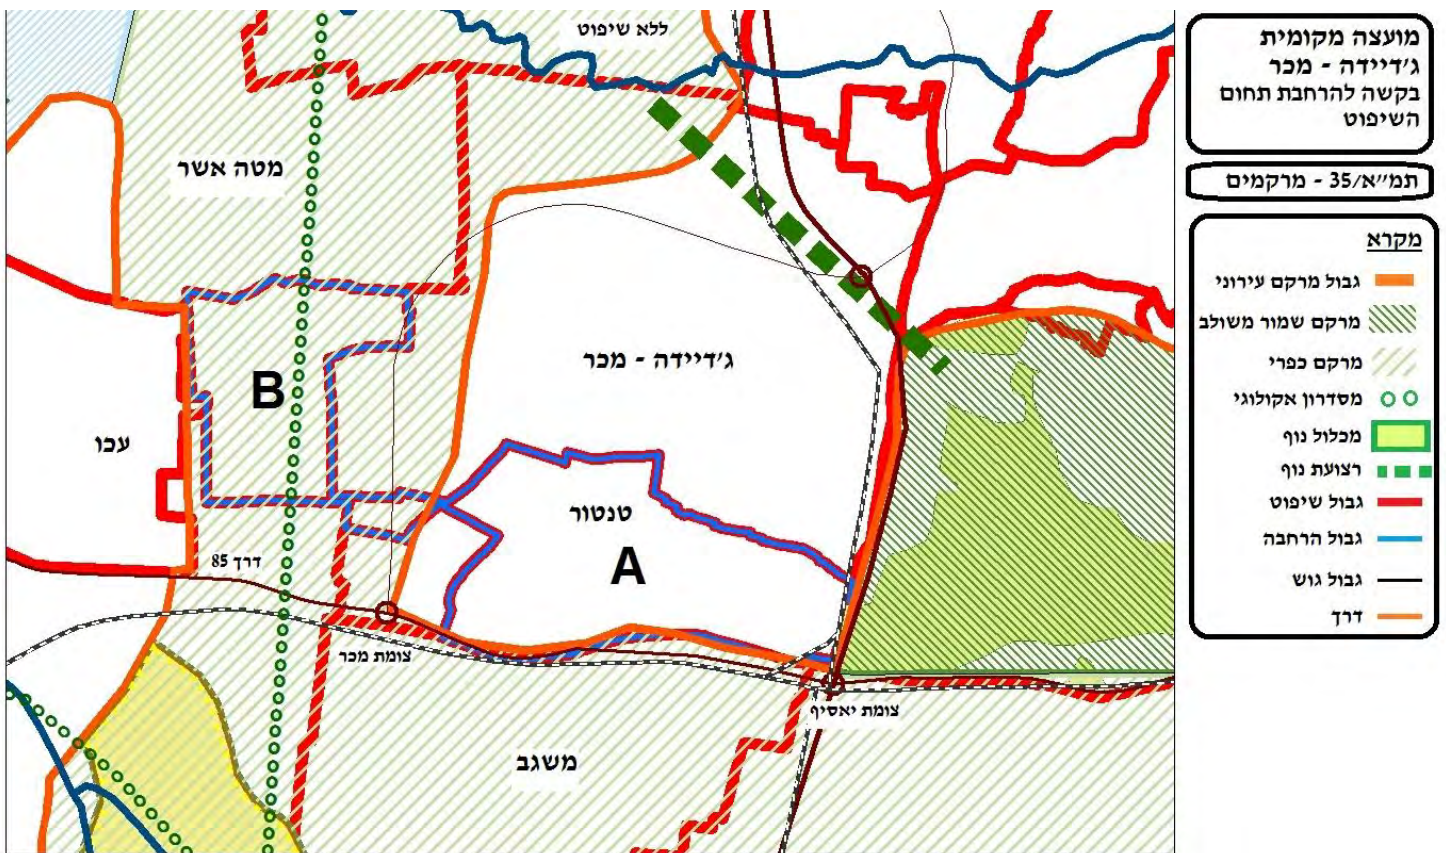 מועצה מקומית
ג'דיידה - מכר
בקשה להרחבת תחום
השיפוט
תמ״א/35 - מרקמים
מקרא
גבול מרקם עירוני
מרקם שמור משולב
מרקם כפרי
מסדרון אקולוגי
מכלול נוף
רצועת נוף
גבול שיפוט
גבול הרחבה
גבול גוש
דרך
ללא שיפוט
מטה אשר
ג'דיידה - מכר
B
עכו
טנטור
A
דרך 85
צומת מכר
צומת יאסיף
משגב